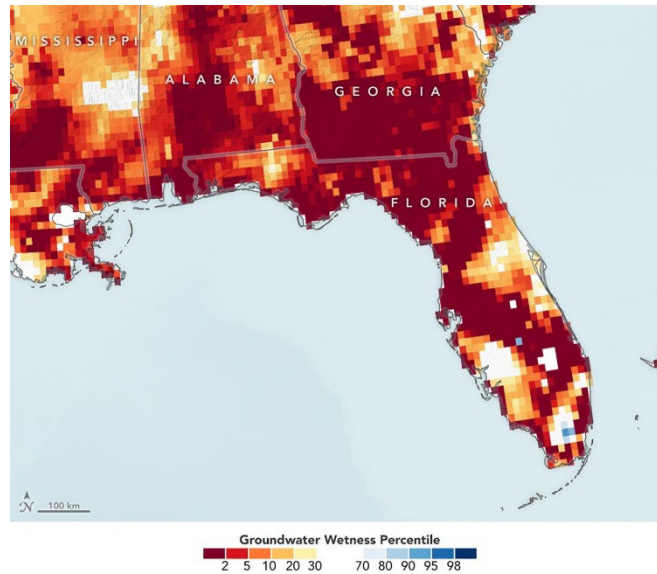 MISSISSIPPI
ALABAMA
GEORGIA
FLORIDA
N 100 km
Groundwater Wetness Percentile
2 5 10 20 30 70 80 90 95 98